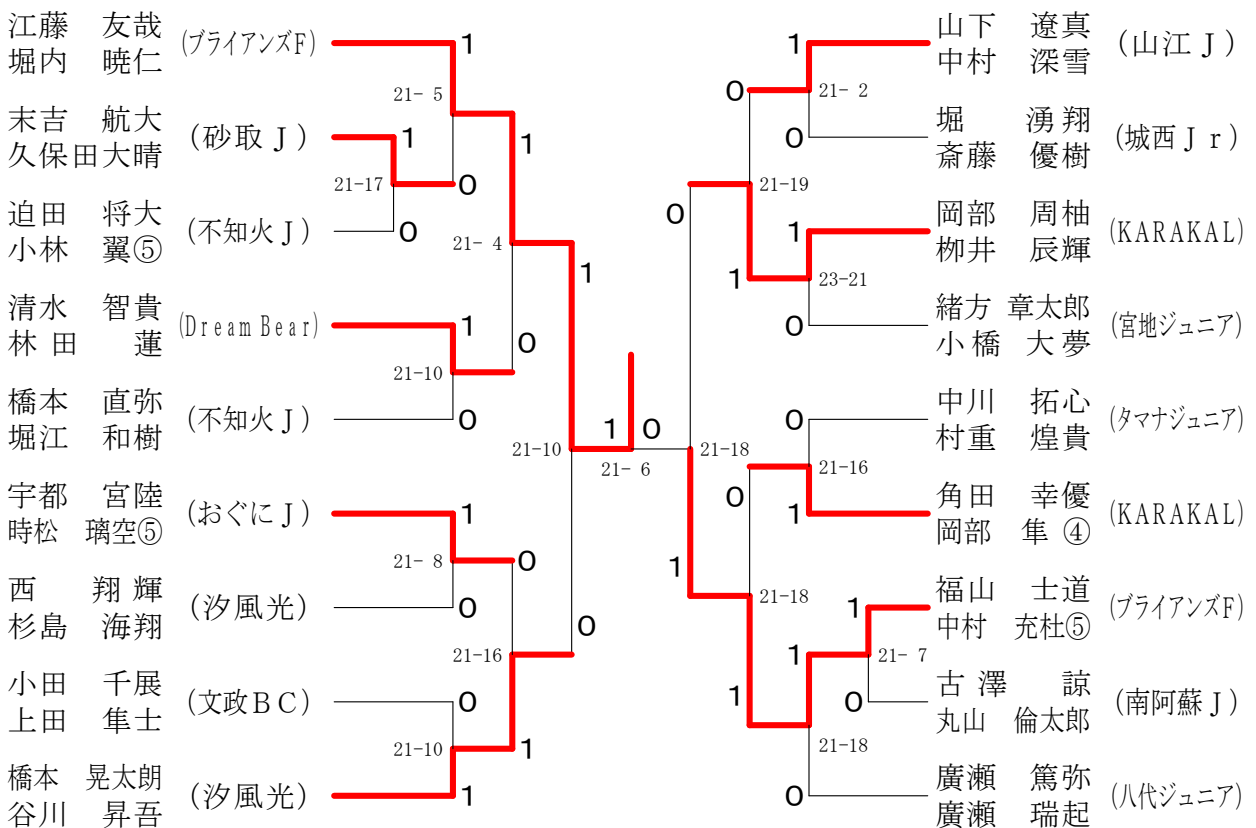 江藤 友哉
堀内 暁仁
(ブライアンズF)
1
21- 5
末吉 航大
久保田大晴
(砂取J)
1
0
21-17
1
迫田 将大
小林 翼⑤
(不知火J)
0
21- 4
1
清水 智貴
林田 蓮
(Dream Bear)
1
0
21-10
橋本 直弥
堀江 和樹
(不知火J)
0
21-10
1
0
21- 6
宇都 宮陸
時松 璃空⑤
(おぐにJ)
1
21- 8
0
西 翔輝
杉島 海翔
(汐風光)
0
0
21-16
小田 千展
上田 隼士
(文政BC)
0
21-10
1
橋本 晃太朗
谷川 昇吾
(汐風光)
1
山下 遼真
中村 深雪
(山江J)
1
0
21- 2
堀 湧翔
斎藤 優樹
(城西Jr)
0
21-19
0
岡部 周柚
栁井 辰輝
(KARAKAL)
1
1
23-21
緒方 章太郎
小橋 大夢
(宮地ジュニア)
0
21-18
中川 拓心
村重 煌貴
(タマナジュニア)
0
21-16
0
角田 幸優
岡部 隼④
(KARAKAL)
1
1
21-18
福山 士道
中村 充杜⑤
(ブライアンズF)
1
1
21- 7
古澤 諒
丸山 倫太郎
(南阿蘇J)
0
1
21-18
廣瀬 篤弥
廣瀬 瑞起
(八代ジュニア)
0